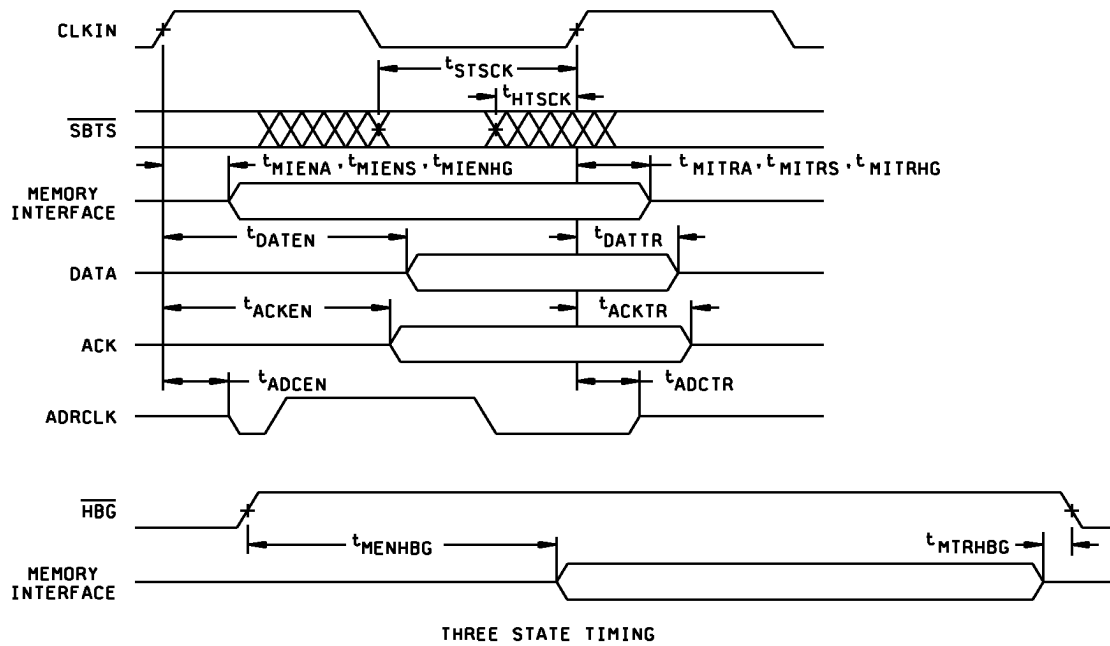 CLKIN
tSTSCK
tHTSCK
SBTS
tMIENA, tMIENS, tMIENHG
tMITRA, tMITRS, tMITRHG
MEMORY
INTERFACE
tDATEN
tDATTR
DATA
tACKEN
tACKTR
ACK
tADCEN
tADCTR
ADRCLK
HBG
tMENHBG
tMTRHBG
MEMORY
INTERFACE
THREE STATE TIMING